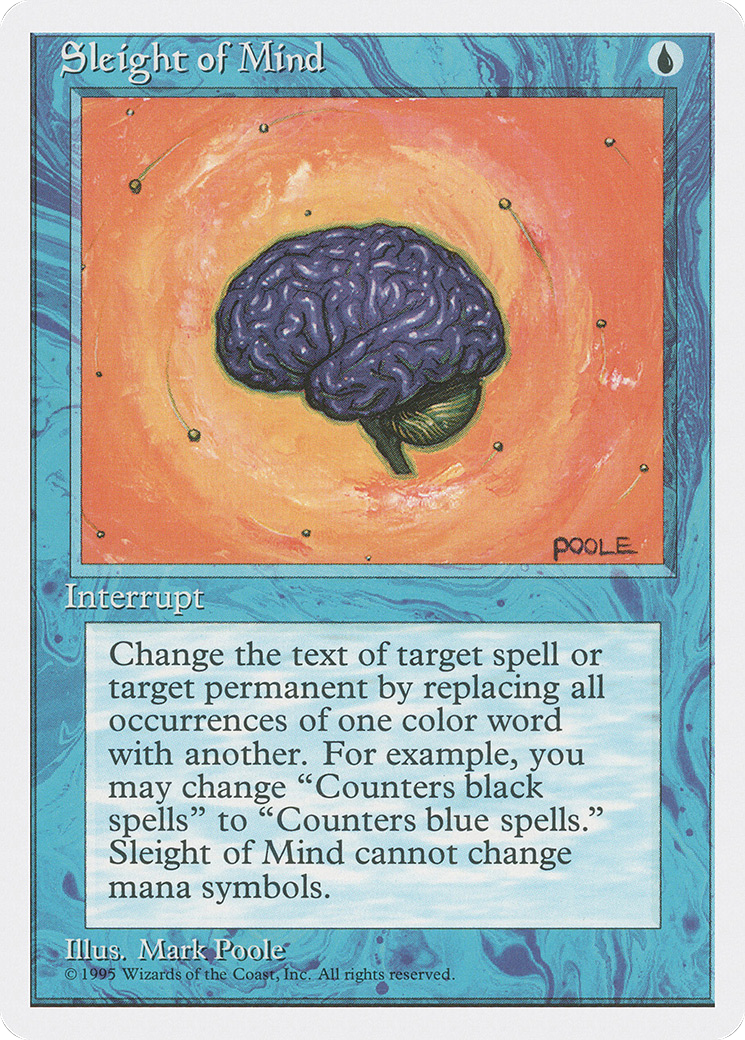 Sleight of Mind
POOLE
Interrupt
Change the text of target spell or
target permanent by replacing all
occurrences of one color word
with another. For example, you
may change “Counters black
spells” to “Counters blue spells.”
Sleight of Mind cannot change
mana symbols.
Illus. Mark Poole
© 1995 Wizards of the Coast, Inc. All rights reserved.